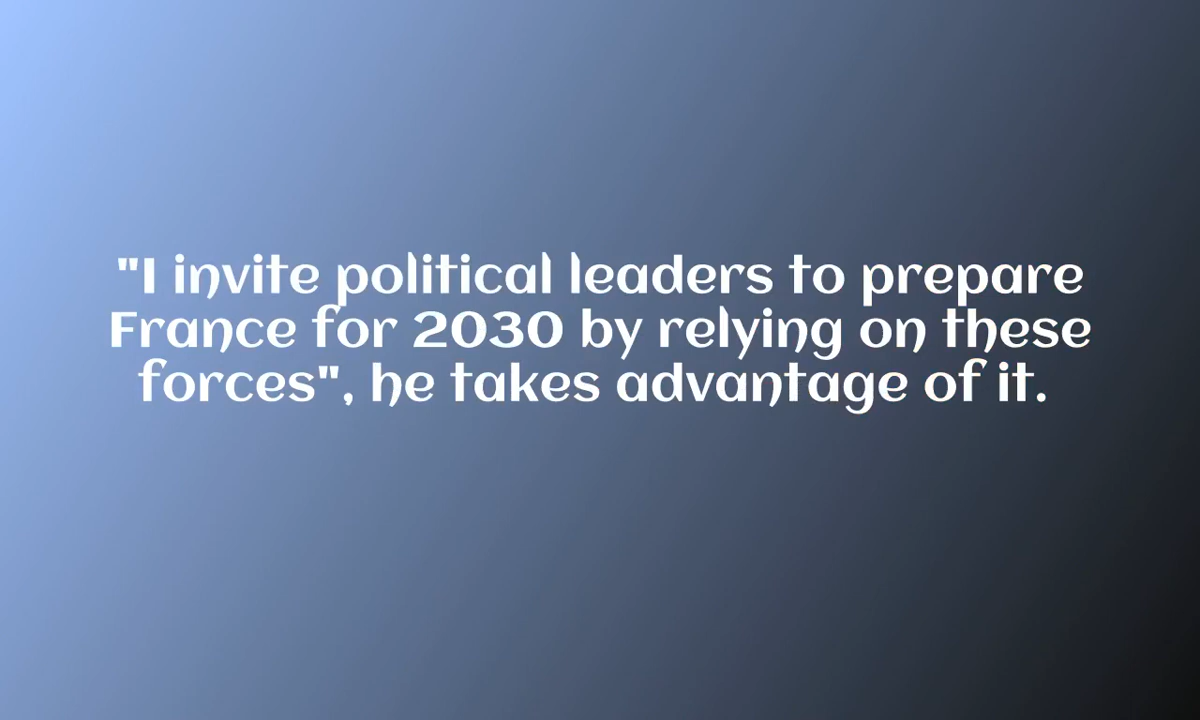 "I invite political leaders to prepare
France for 2030 by relying on these
forces", he takes advantage of it.